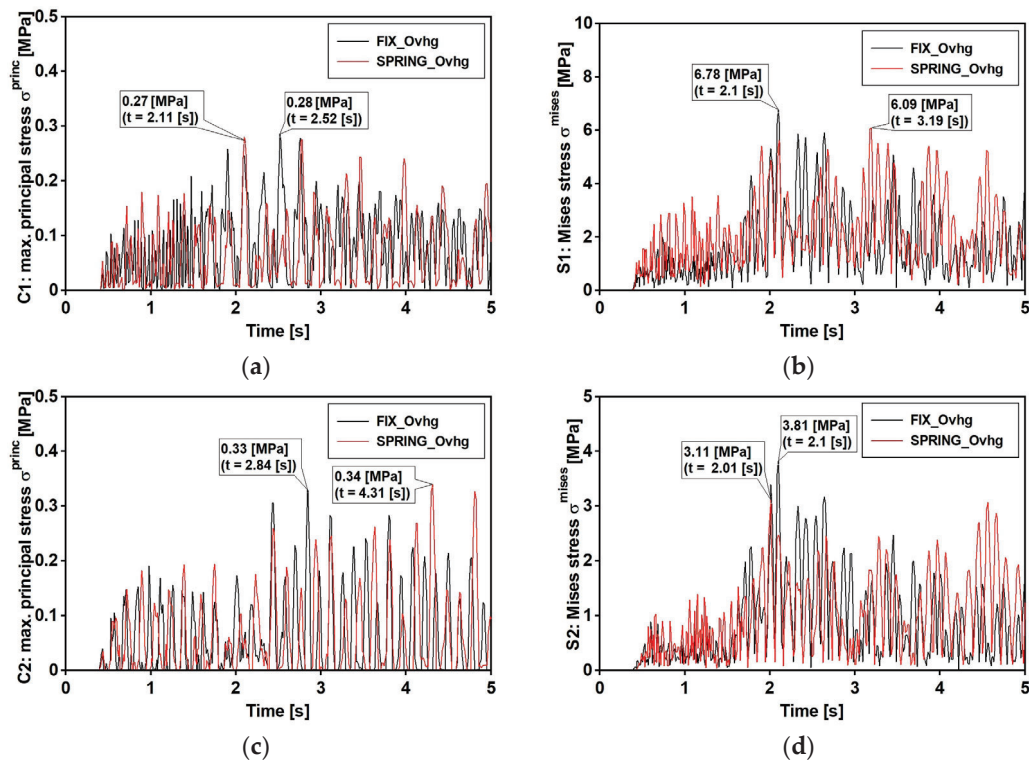 C1: max. principal stress σ^princ [MPa]
0.5
0.4
0.3
0.2
0.1
0
FIX_Ovhg
SPRING_Ovhg
0.27 [MPa]
(t = 2.11 [s])
0.28 [MPa]
(t = 2.52 [s])
0 1 2 3 4 5
Time [s]
(a)
S1: Mises stress σ^mises [MPa]
10
8
6
4
2
0
FIX_Ovhg
SPRING_Ovhg
6.78 [MPa]
(t = 2.1 [s])
6.09 [MPa]
(t = 3.19 [s])
0 1 2 3 4 5
Time [s]
(b)
C2: max. principal stress σ^princ [MPa]
0.5
0.4
0.3
0.2
0.1
0
FIX_Ovhg
SPRING_Ovhg
0.33 [MPa]
(t = 2.84 [s])
0.34 [MPa]
(t = 4.31 [s])
0 1 2 3 4 5
Time [s]
(c)
S2: Mises stress σ^mises [MPa]
5
4
3
2
1
0
FIX_Ovhg
SPRING_Ovhg
3.11 [MPa]
(t = 2.01 [s])
3.81 [MPa]
(t = 2.1 [s])
0 1 2 3 4 5
Time [s]
(d)